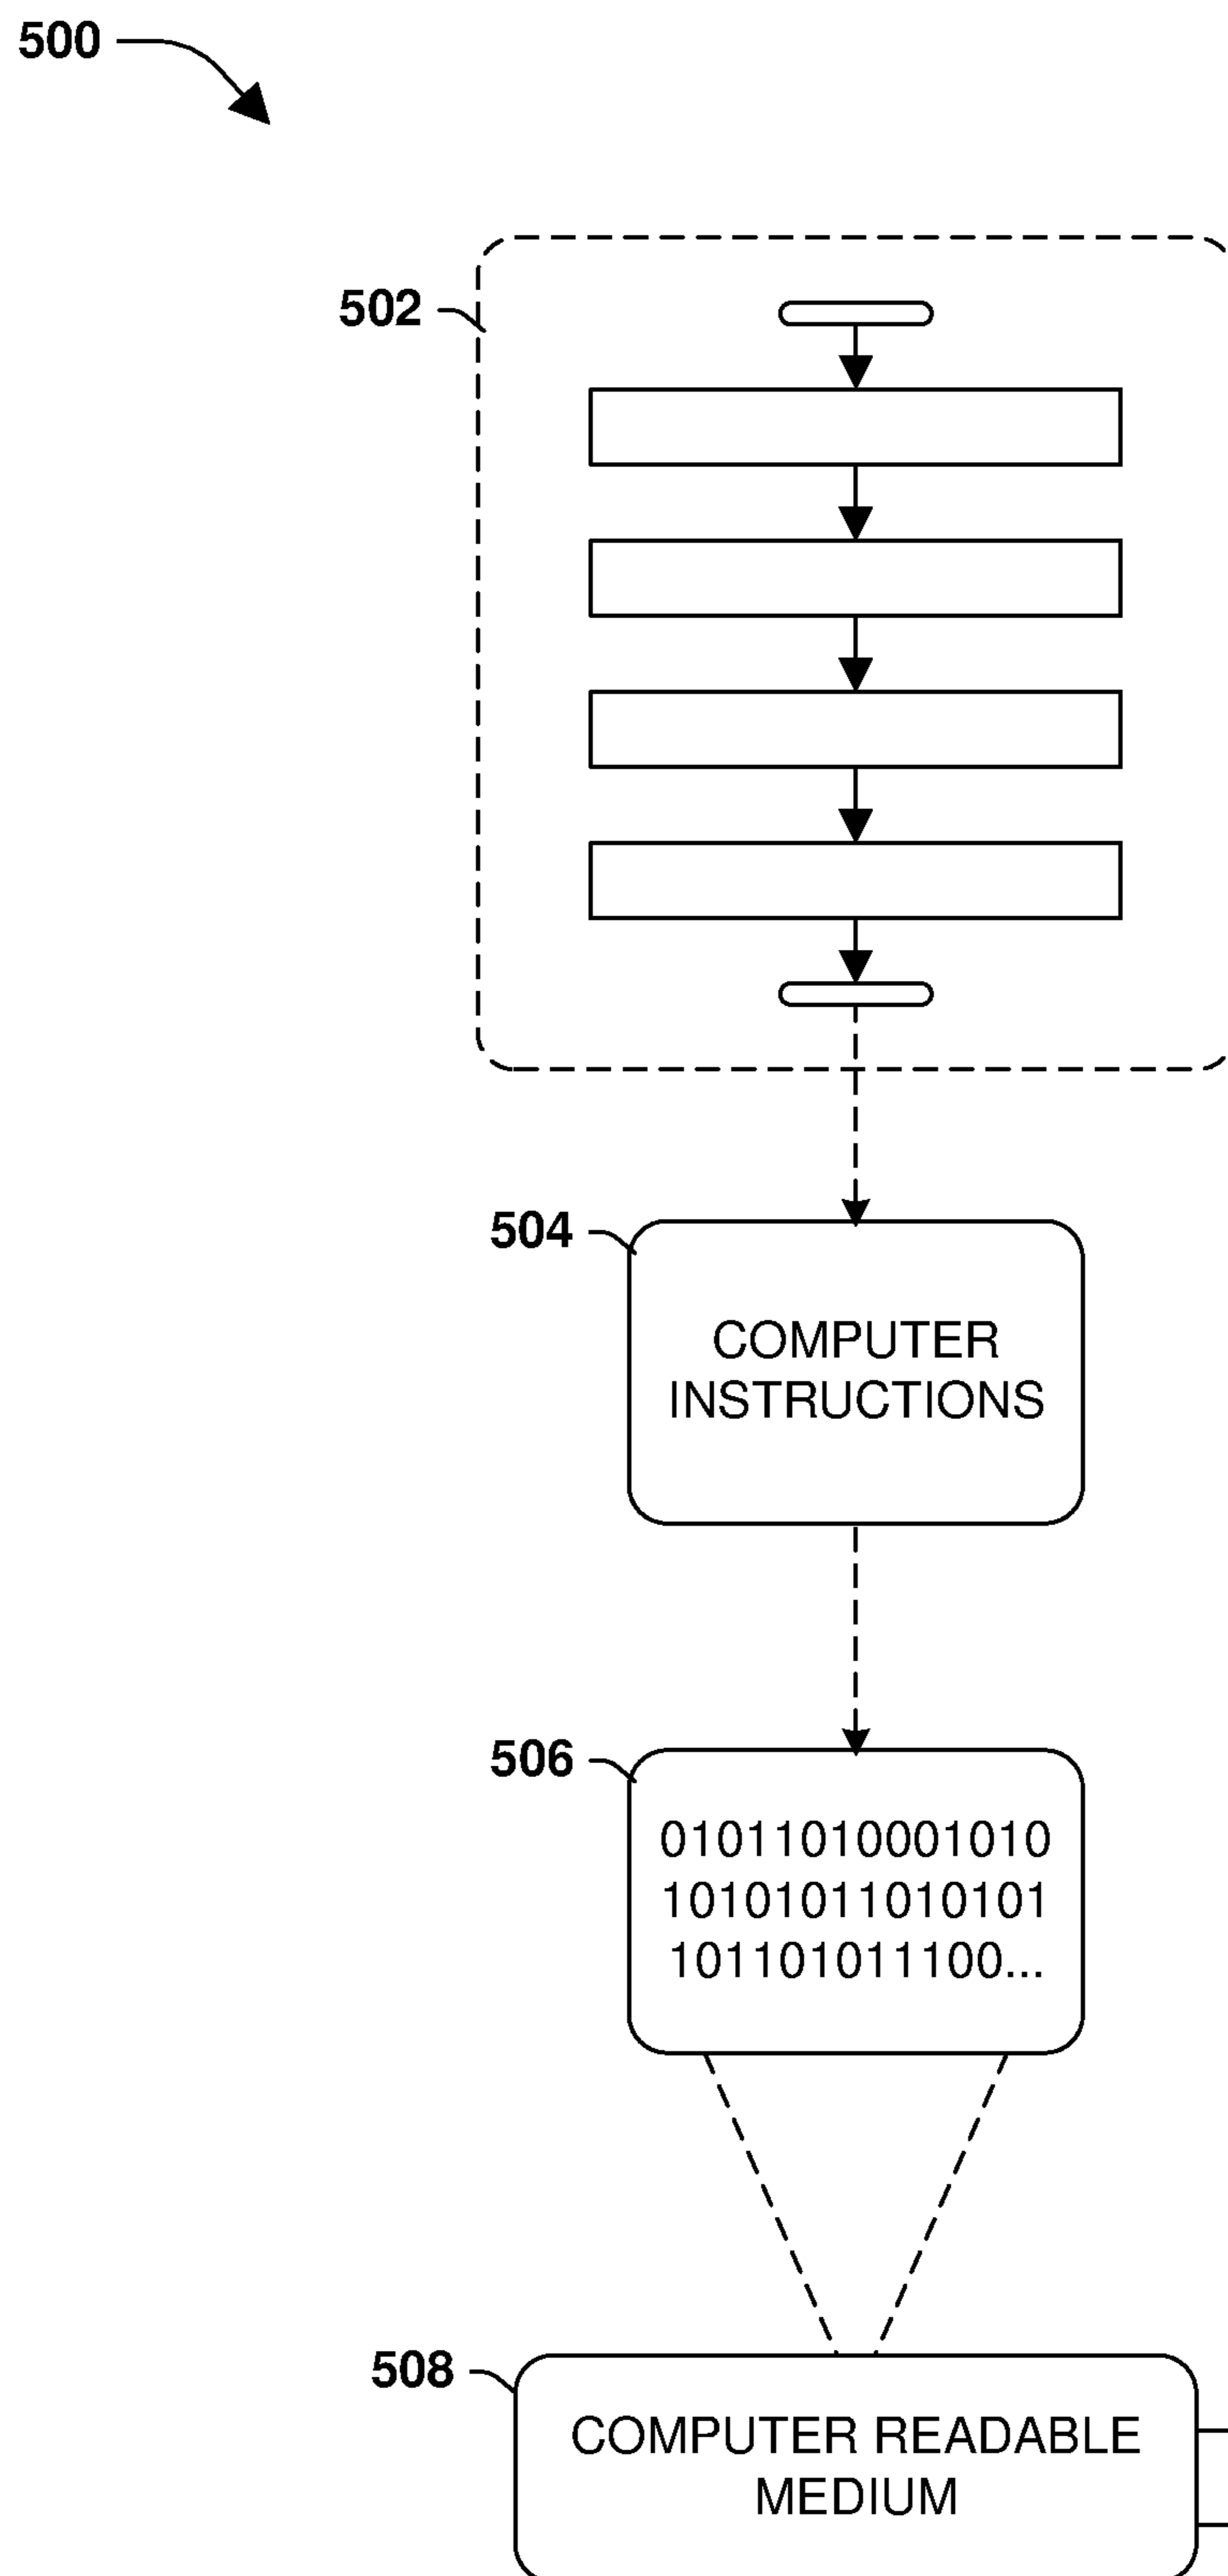 500
502
504
COMPUTER
INSTRUCTIONS
506
01011010001010
10101011010101
101101011100...
508
COMPUTER READABLE
MEDIUM